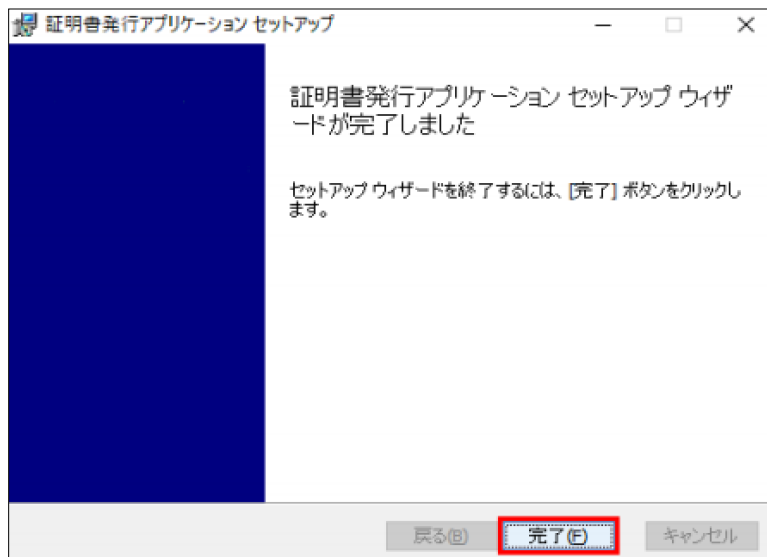 証明書発行アプリケーション セットアップ
証明書発行アプリケーション セットアップ ウィザ
ードが完了しました
セットアップ ウィザードを終了するには、[完了] ボタンをクリックし
ます。
戻る(B) 完了(F) キャンセル